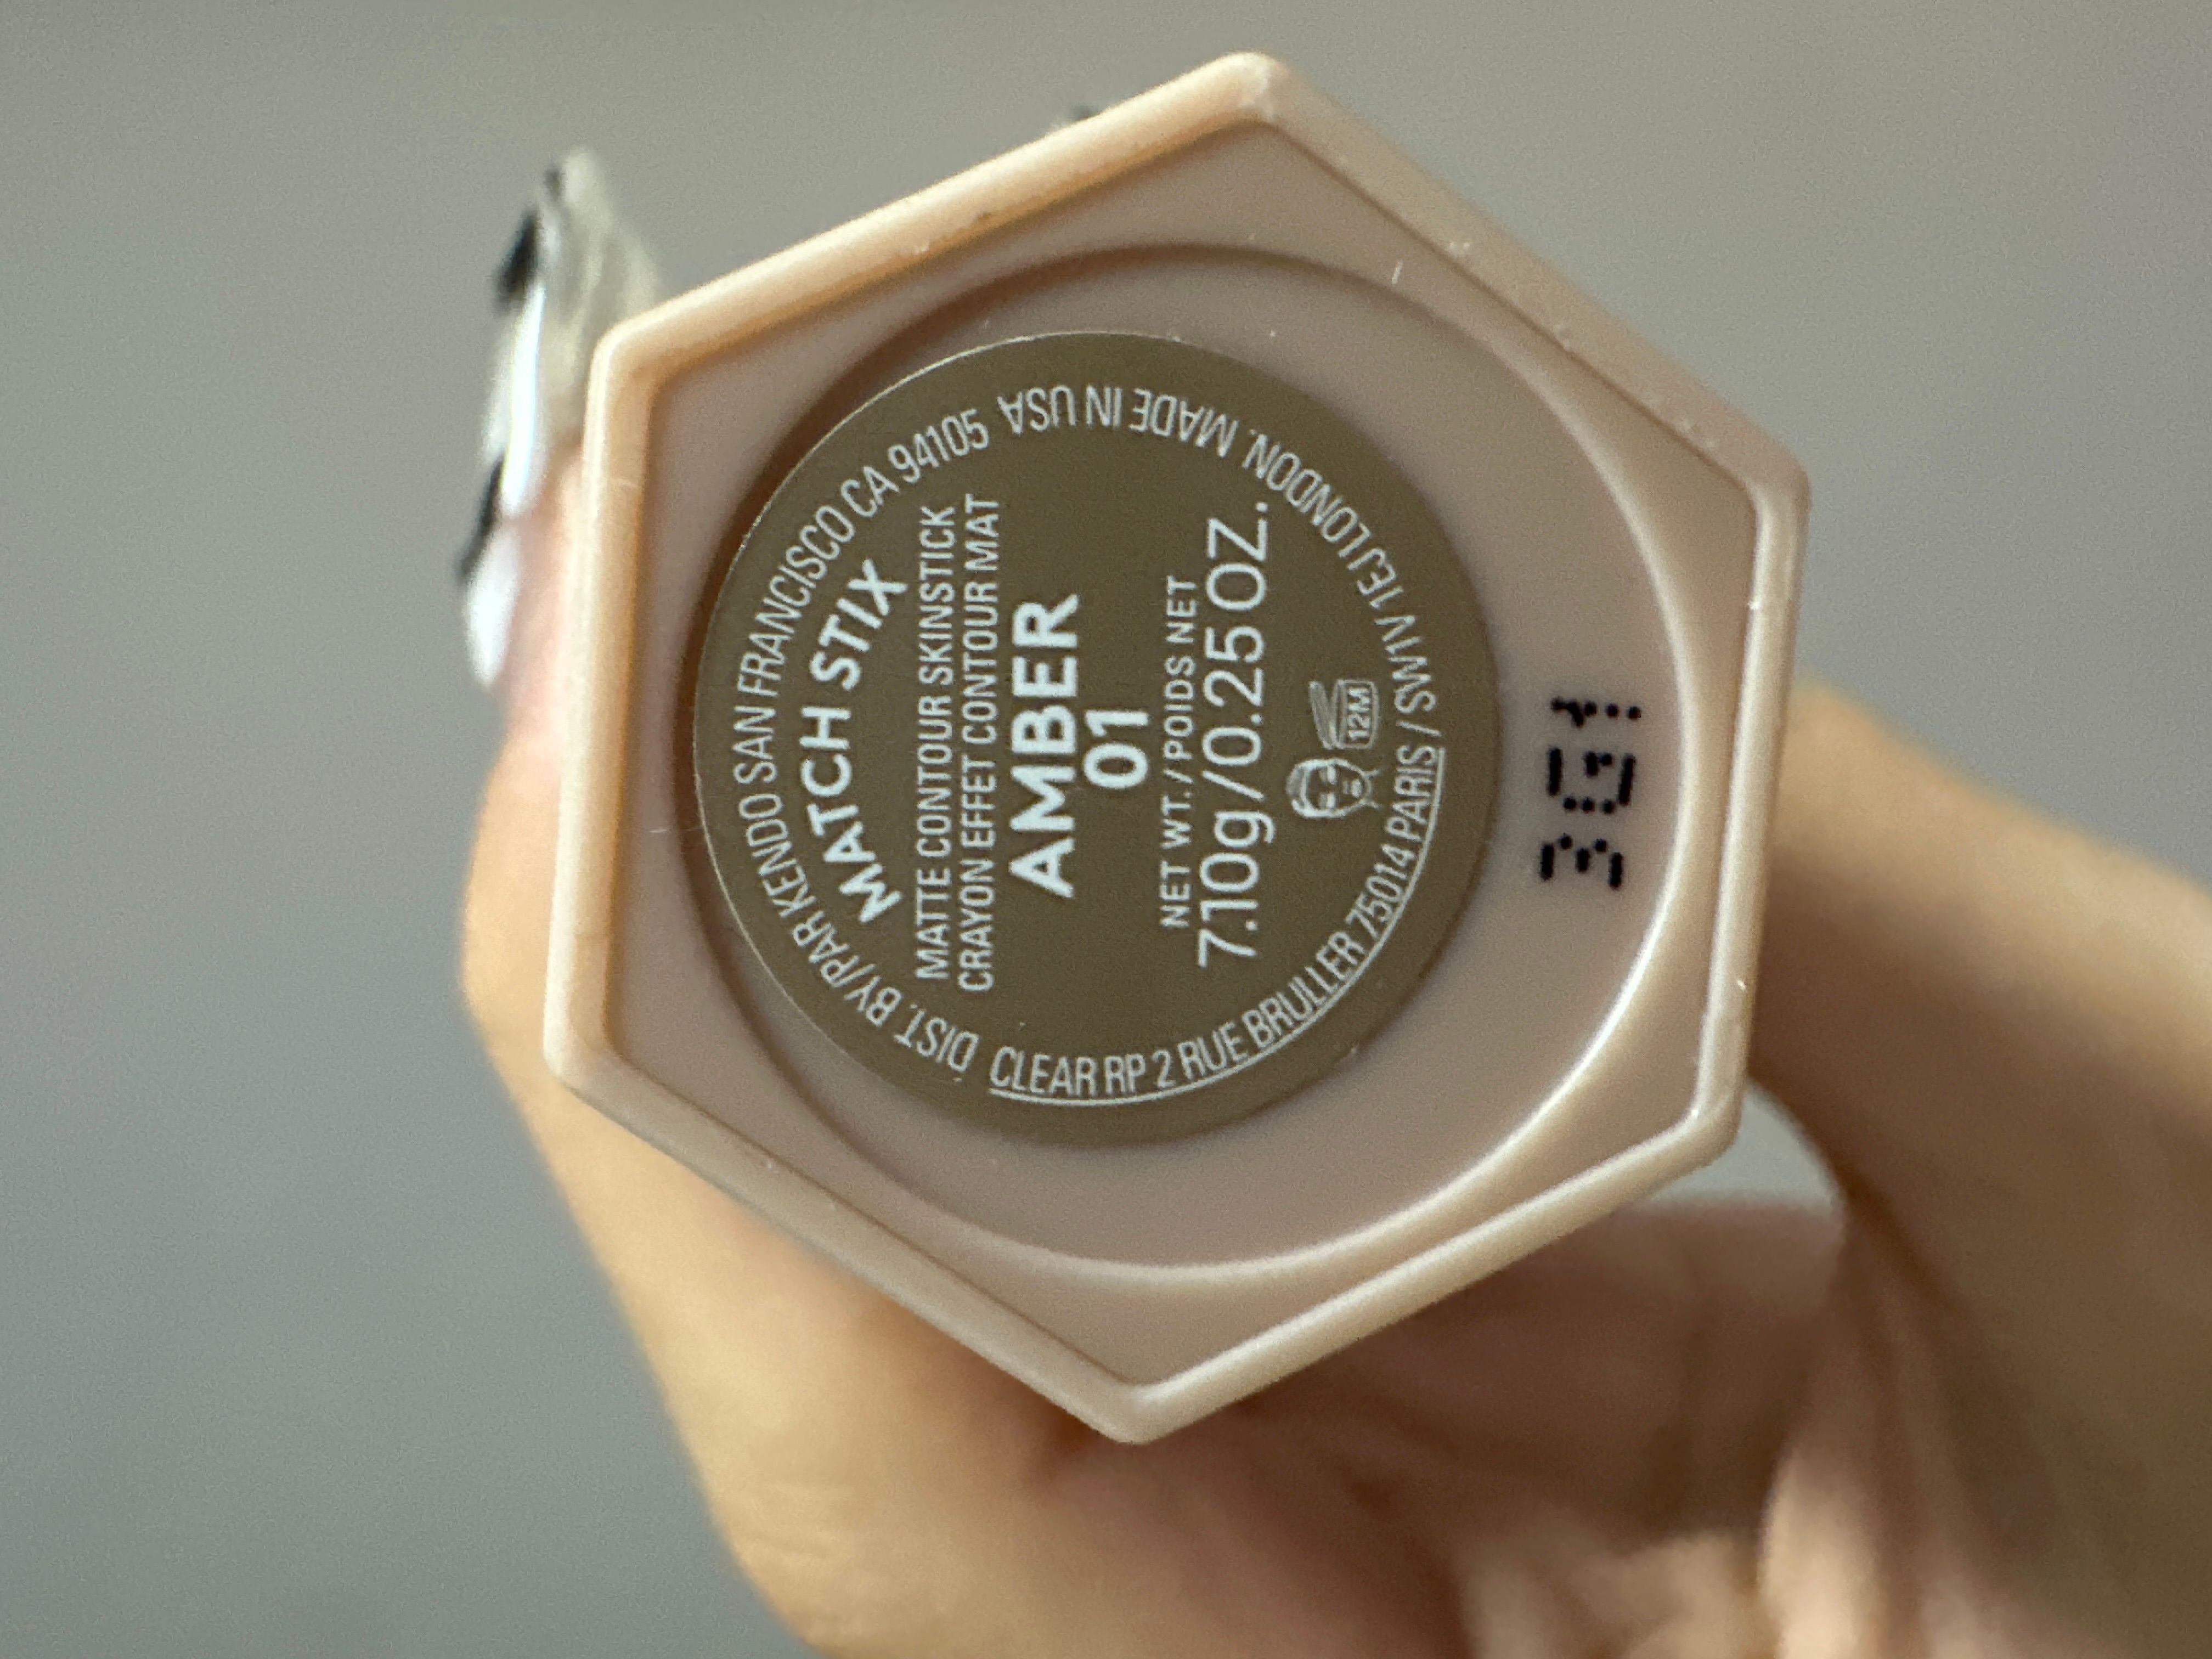 DIST. BY/PAR KENDO SAN FRANCISCO CA 94105
MATCH STIX
MATTE CONTOUR SKINSTICK
CRAYON EFFET CONTOUR MAT
AMBER
01
NET WT./POIDS NET
7.10g/0.25 OZ.
12M
CLEAR RP 2 RUE BRULLER 75014 PARIS / SW1V 1EJ LONDON. MADE IN USA